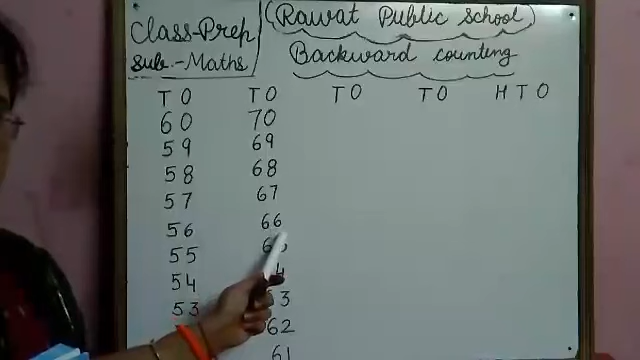 Class-Prep
Sub.-Maths
(Rawat Public School)
Backward counting
T O
60
59
58
57
56
55
54
53
T O
70
69
68
67
66
63
62
61
T O
T O
H T O